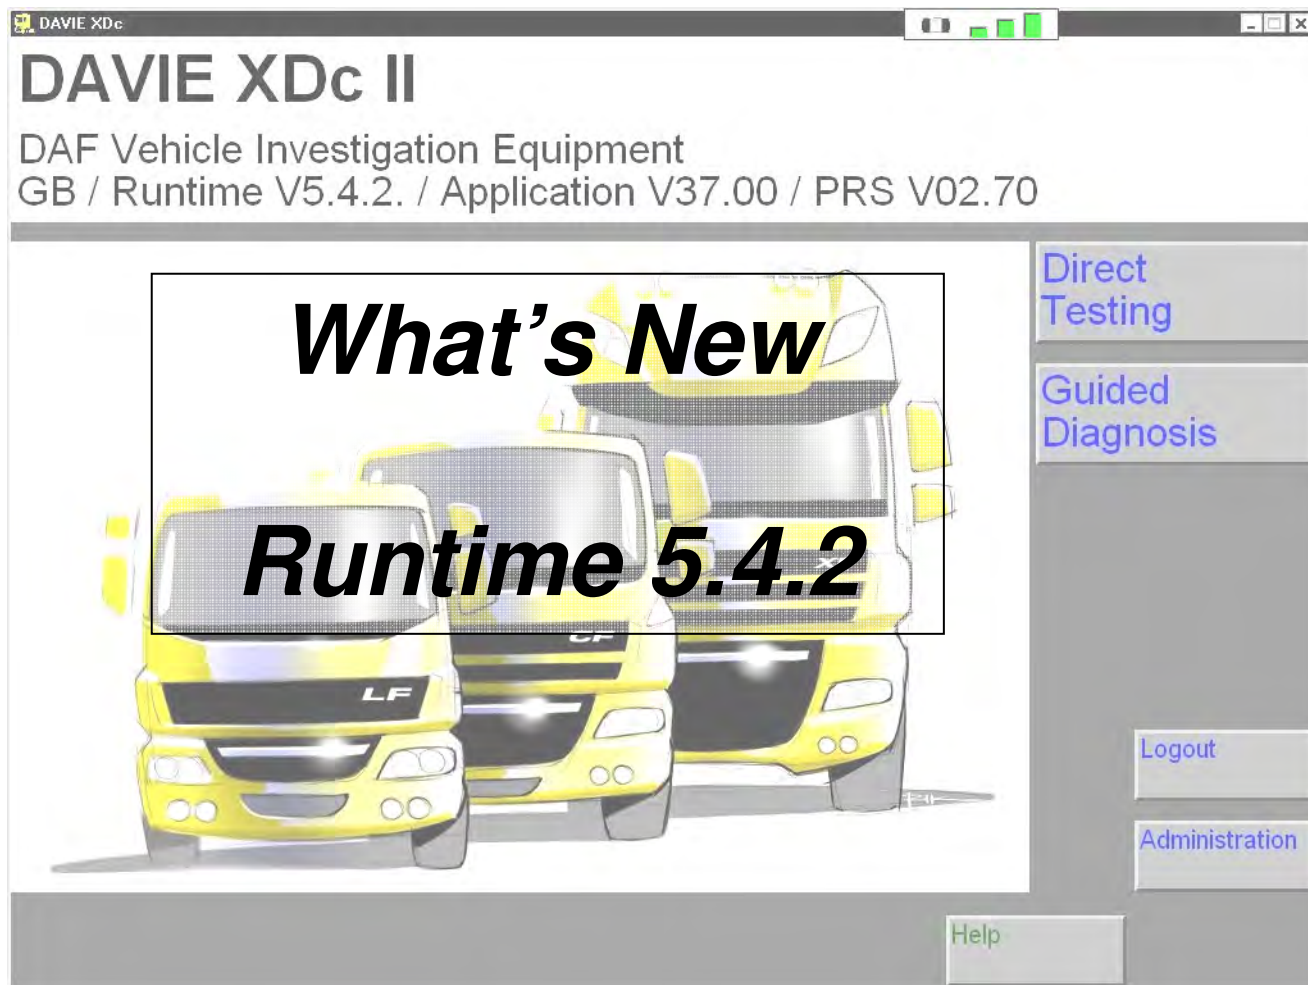 DAVIE XDc
DAVIE XDc II
DAF Vehicle Investigation Equipment
GB / Runtime V5.4.2. / Application V37.00 / PRS V02.70
Direct
Testing
Guided
Diagnosis
What's New
Runtime 5.4.2
CF
LF
Logout
Administration
Help